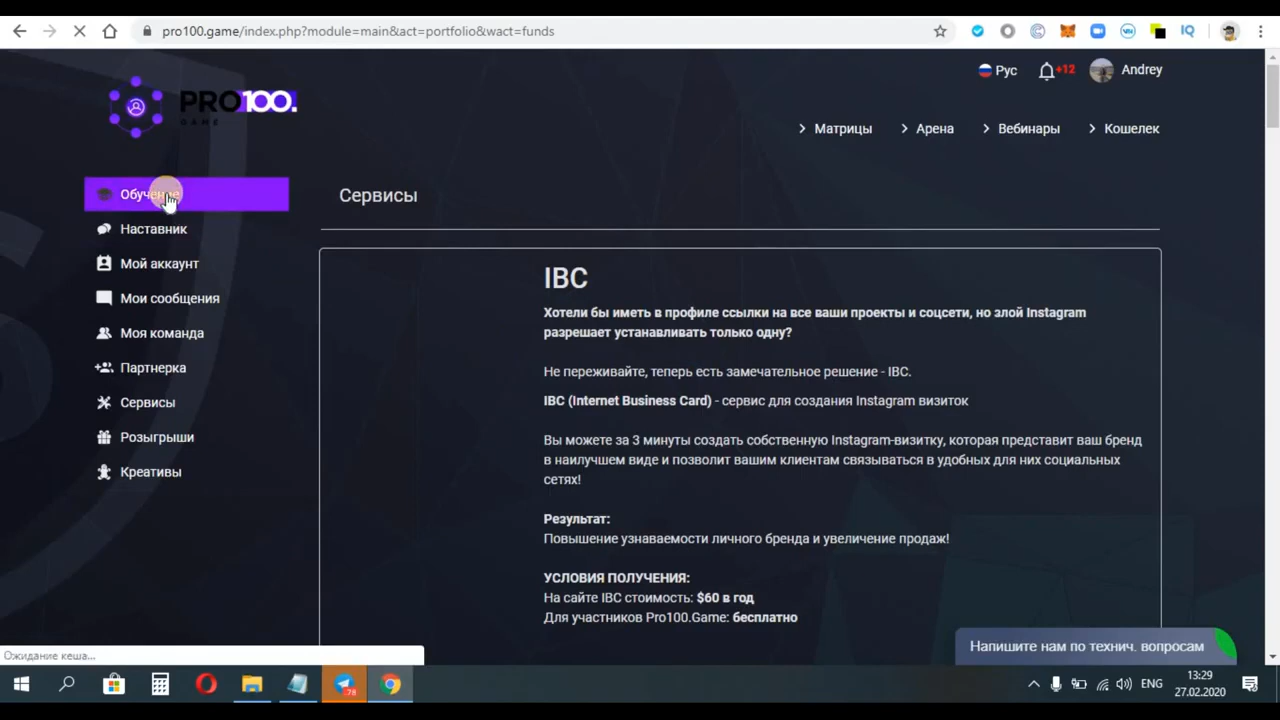 pro100.game/index.php?module=main&act=portfolio&wact=funds
Рус
+12
Andrey
PRO100.
GAME
Матрицы
Арена
Вебинары
Кошелек
Обучение
Наставник
Мой аккаунт
Мои сообщения
Моя команда
Партнерка
Сервисы
Розыгрыши
Креативы
Сервисы
IBC
Хотели бы иметь в профиле ссылки на все ваши проекты и соцсети, но злой Instagram
разрешает устанавливать только одну?
Не переживайте, теперь есть замечательное решение - IBC.
IBC (Internet Business Card) - сервис для создания Instagram визиток
Вы можете за 3 минуты создать собственную Instagram-визитку, которая представит ваш бренд
в наилучшем виде и позволит вашим клиентам связываться в удобных для них социальных
сетях!
Результат:
Повышение узнаваемости личного бренда и увеличение продаж!
УСЛОВИЯ ПОЛУЧЕНИЯ:
На сайте IBC стоимость: $60 в год
Для участников Pro100.Game: бесплатно
Напишите нам по технич. вопросам
Ожидание кеша...
78
ENG
13:29
27.02.2020